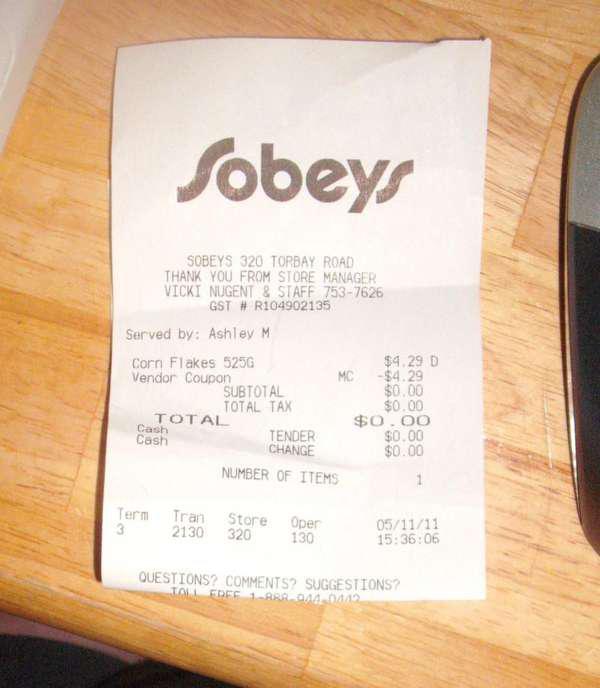 Sobeys
SOBEYS 320 TORBAY ROAD
THANK YOU FROM STORE MANAGER
VICKI NUGENT & STAFF 753-7626
GST # R104902135
Served by: Ashley M
Corn Flakes 525G $4.29 D
Vendor Coupon MC -$4.29
SUBTOTAL $0.00
TOTAL TAX $0.00
TOTAL $0.00
Cash TENDER $0.00
Cash CHANGE $0.00
NUMBER OF ITEMS 1
Term Tran Store Oper 05/11/11
3 2130 320 130 15:36:06
QUESTIONS? COMMENTS? SUGGESTIONS?
TOLL FREE 1-888-944-0442